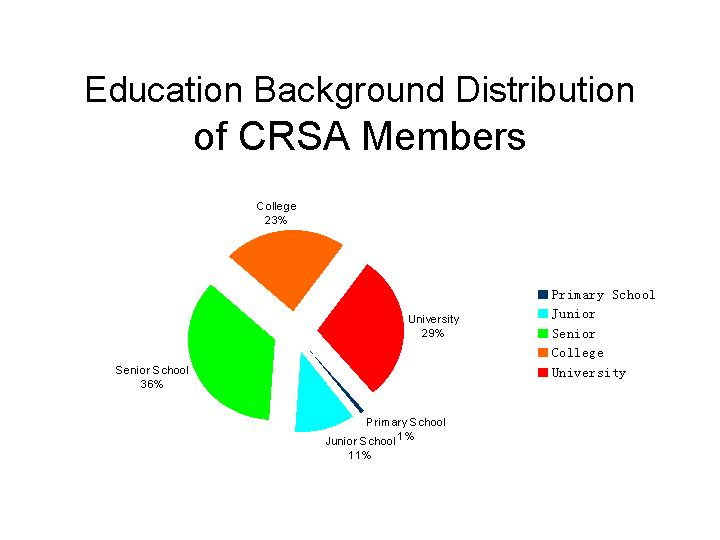 Education Background Distribution
of CRSA Members
College
23%
University
29%
Senior School
36%
Primary School
1%
Junior School
11%
Primary School
Junior
Senior
College
University